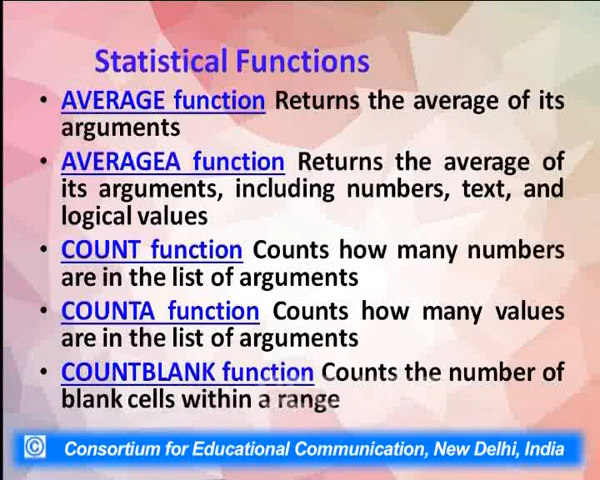 Statistical Functions
• AVERAGE function Returns the average of its
arguments
• AVERAGEA function Returns the average of
its arguments, including numbers, text, and
logical values
• COUNT function Counts how many numbers
are in the list of arguments
• COUNTA function Counts how many values
are in the list of arguments
• COUNTBLANK function Counts the number of
blank cells within a range
© Consortium for Educational Communication, New Delhi, India